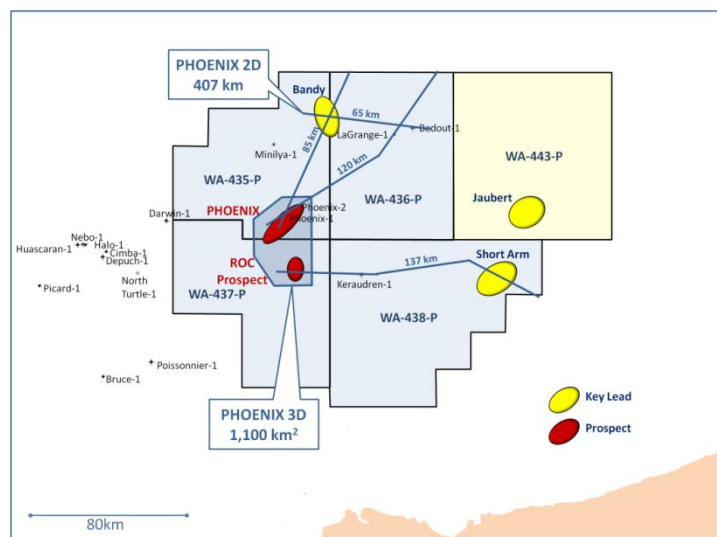 PHOENIX 2D
407 km
Bandy
65 km
LaGrange-1
Bedout-1
85 km
Minilya-1
120 km
WA-443-P
WA-435-P
WA-436-P
PHOENIX
Phoenix-2
Phoenix-1
Jaubert
Darwin-1
Nebo-1
Huascaran-1
Halo-1
Cimba-1
Depuch-1
North
Turtle-1
Picard-1
ROC
Prospect
WA-437-P
137 km
Short Arm
Keraudren-1
WA-438-P
Poissonnier-1
Bruce-1
PHOENIX 3D
1,100 km²
Key Lead
Prospect
80km